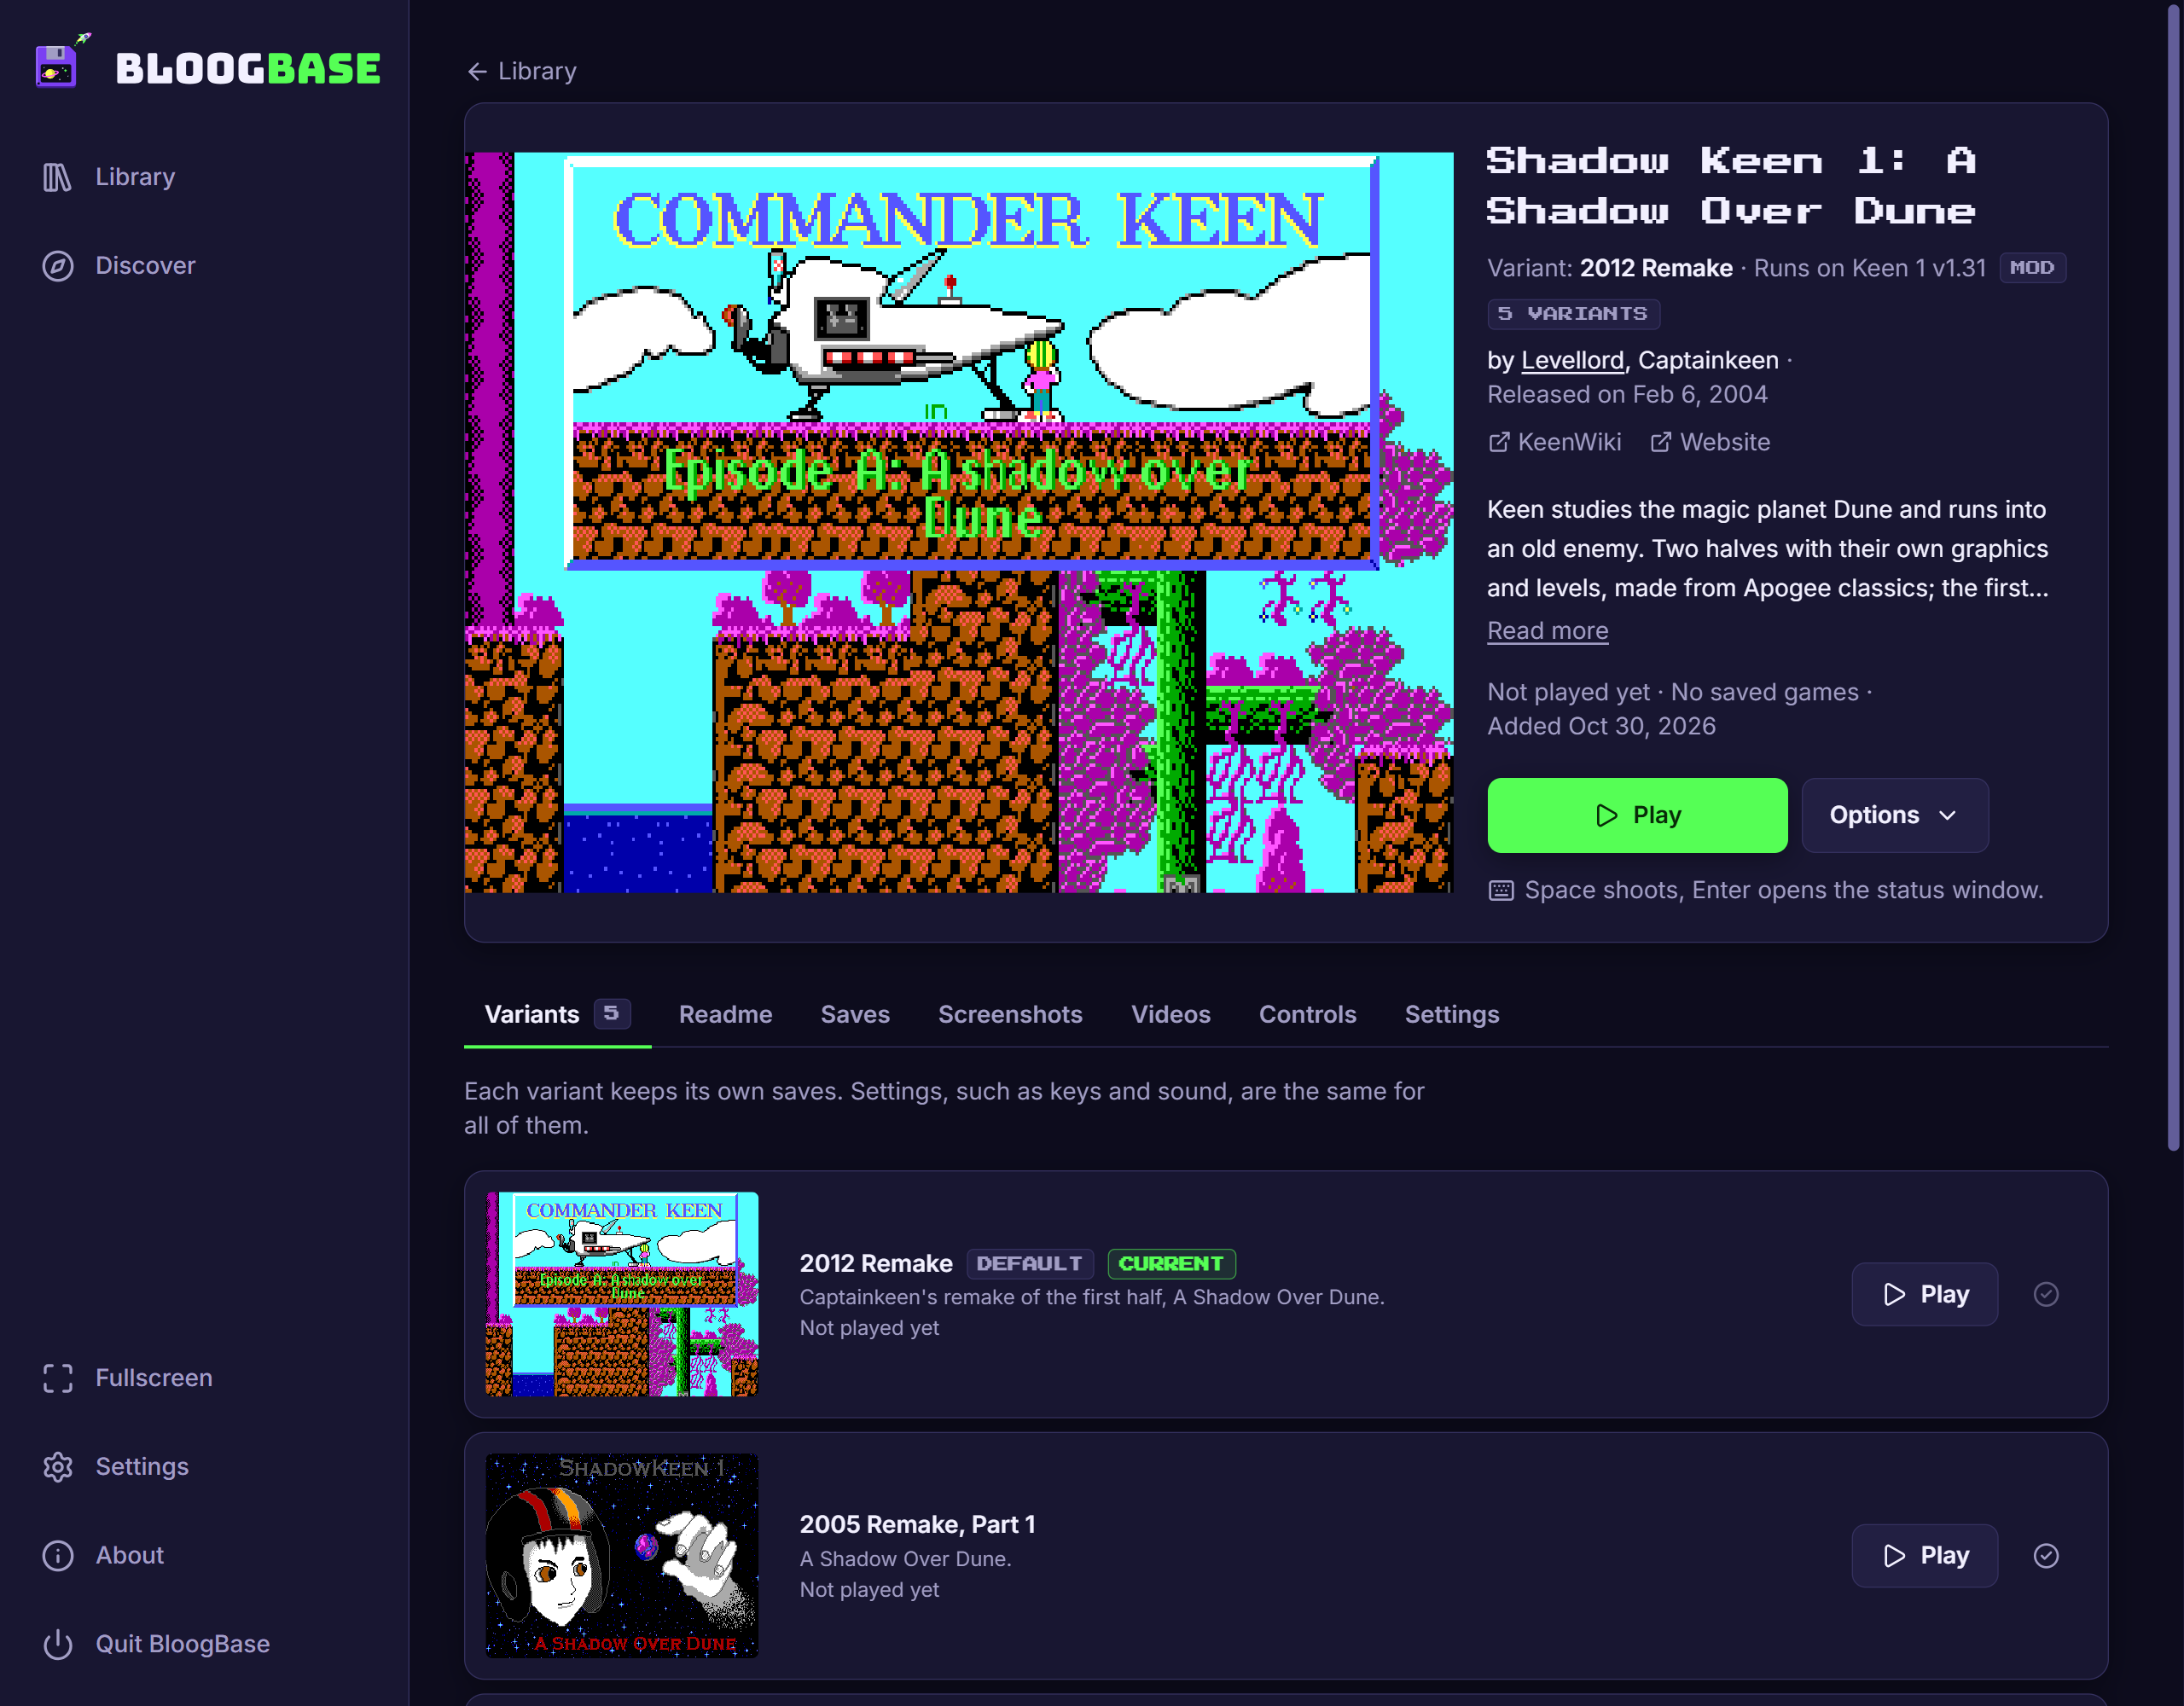 BLOOGBASE
Library
Discover
Fullscreen
Settings
About
Quit BloogBase
Library
COMMANDER KEEN
in
Episode A: A shadow over
Dune
Shadow Keen 1: A
Shadow Over Dune
Variant: 2012 Remake · Runs on Keen 1 v1.31 MOD
5 VARIANTS
by Levellord, Captainkeen ·
Released on Feb 6, 2004
KeenWiki Website
Keen studies the magic planet Dune and runs into
an old enemy. Two halves with their own graphics
and levels, made from Apogee classics; the first...
Read more
Not played yet · No saved games ·
Added Oct 30, 2026
Play Options
Space shoots, Enter opens the status window.
Variants 5 Readme Saves Screenshots Videos Controls Settings
Each variant keeps its own saves. Settings, such as keys and sound, are the same for
all of them.
COMMANDER KEEN
Episode A: A shadow over
Dune
2012 Remake DEFAULT CURRENT
Captainkeen's remake of the first half, A Shadow Over Dune.
Not played yet
Play
SHADOWKEEN 1
A SHADOW OVER DUNE
2005 Remake, Part 1
A Shadow Over Dune.
Not played yet
Play